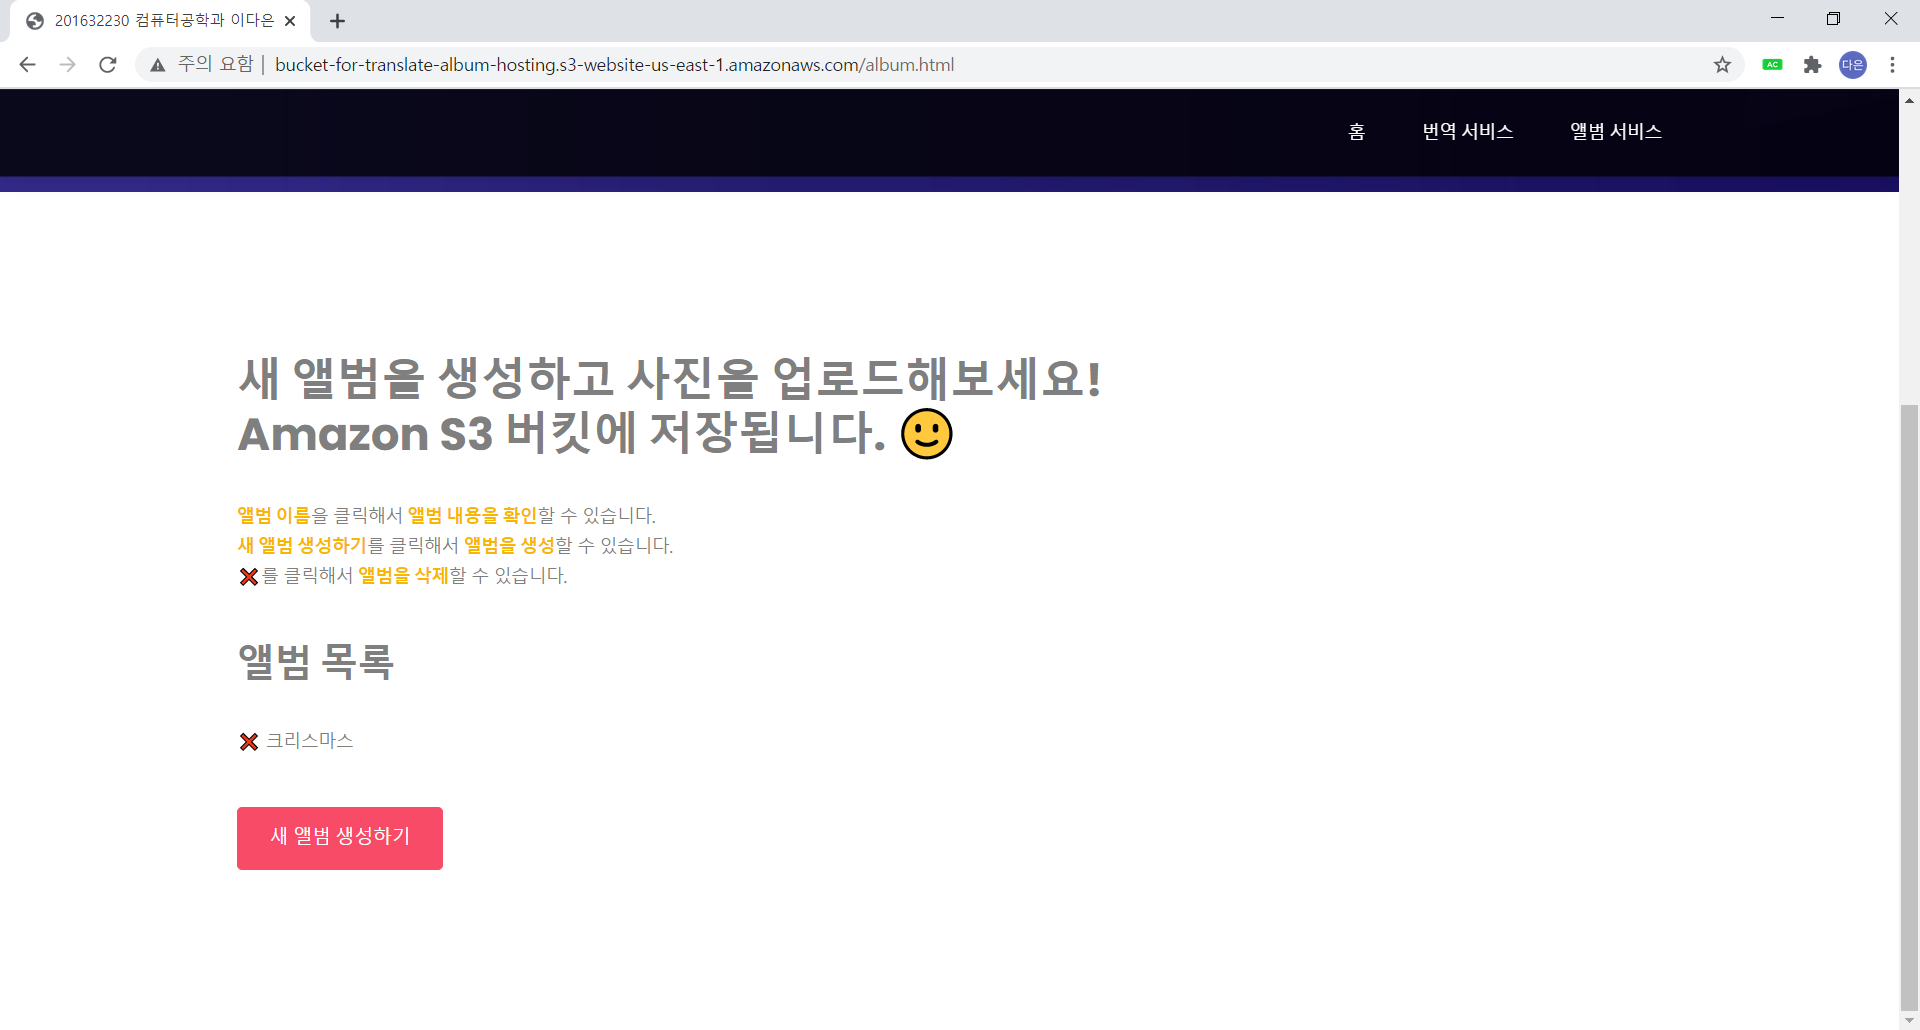 201632230 컴퓨터공학과 이다은
주의 요함 | bucket-for-translate-album-hosting.s3-website-us-east-1.amazonaws.com/album.html
AC
다은
홈 번역 서비스 앨범 서비스
새 앨범을 생성하고 사진을 업로드해보세요!
Amazon S3 버킷에 저장됩니다.
앨범 이름을 클릭해서 앨범 내용을 확인할 수 있습니다.
새 앨범 생성하기를 클릭해서 앨범을 생성할 수 있습니다.
를 클릭해서 앨범을 삭제할 수 있습니다.
앨범 목록
크리스마스
새 앨범 생성하기